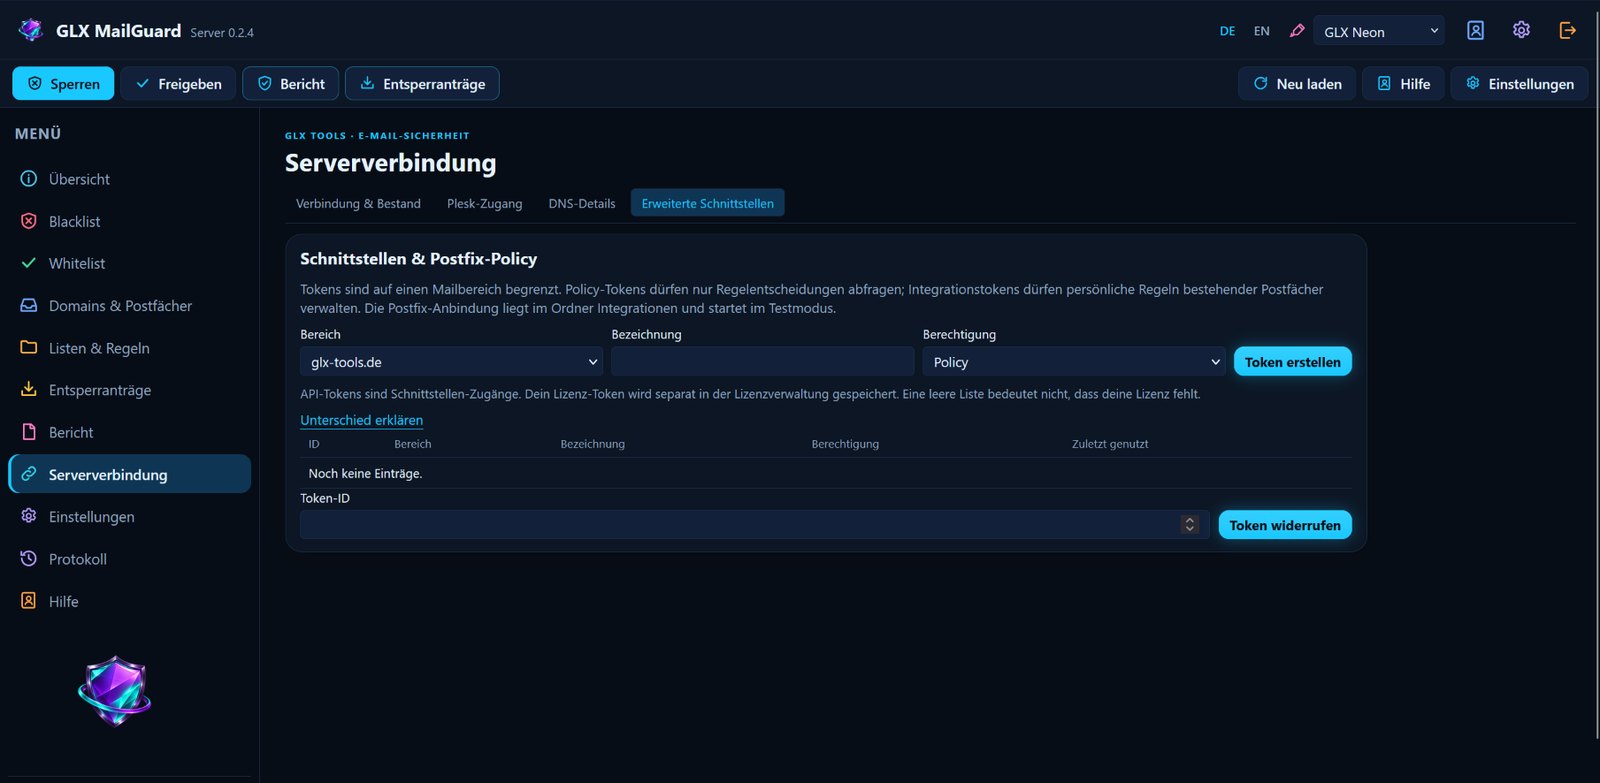 GLX MailGuard Server 0.2.4
DE EN GLX Neon
Sperren Freigeben Bericht Entsperranträge Neu laden Hilfe Einstellungen
MENÜ
Übersicht
Blacklist
Whitelist
Domains & Postfächer
Listen & Regeln
Entsperranträge
Bericht
Serververbindung
Einstellungen
Protokoll
Hilfe
GLX TOOLS · E-MAIL-SICHERHEIT
Serververbindung
Verbindung & Bestand Plesk-Zugang DNS-Details Erweiterte Schnittstellen
Schnittstellen & Postfix-Policy
Tokens sind auf einen Mailbereich begrenzt. Policy-Tokens dürfen nur Regelentscheidungen abfragen; Integrationstokens dürfen persönliche Regeln bestehender Postfächer
verwalten. Die Postfix-Anbindung liegt im Ordner Integrationen und startet im Testmodus.
Bereich Bezeichnung Berechtigung
glx-tools.de Policy Token erstellen
API-Tokens sind Schnittstellen-Zugänge. Dein Lizenz-Token wird separat in der Lizenzverwaltung gespeichert. Eine leere Liste bedeutet nicht, dass deine Lizenz fehlt.
Unterschied erklären
ID Bereich Bezeichnung Berechtigung Zuletzt genutzt
Noch keine Einträge.
Token-ID
Token widerrufen